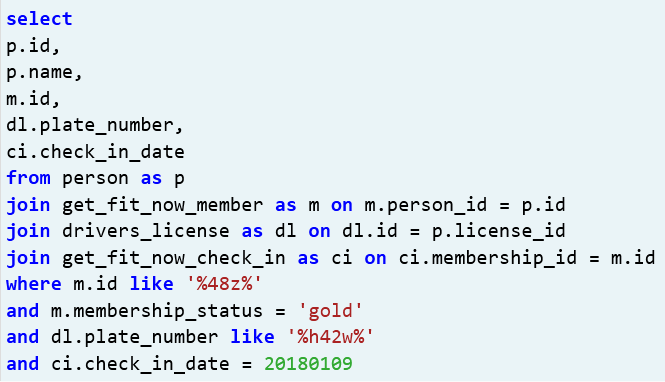 select
p.id,
p.name,
m.id,
dl.plate_number,
ci.check_in_date
from person as p
join get_fit_now_member as m on m.person_id = p.id
join drivers_license as dl on dl.id = p.license_id
join get_fit_now_check_in as ci on ci.membership_id = m.id
where m.id like '%48z%'
and m.membership_status = 'gold'
and dl.plate_number like '%h42w%'
and ci.check_in_date = 20180109